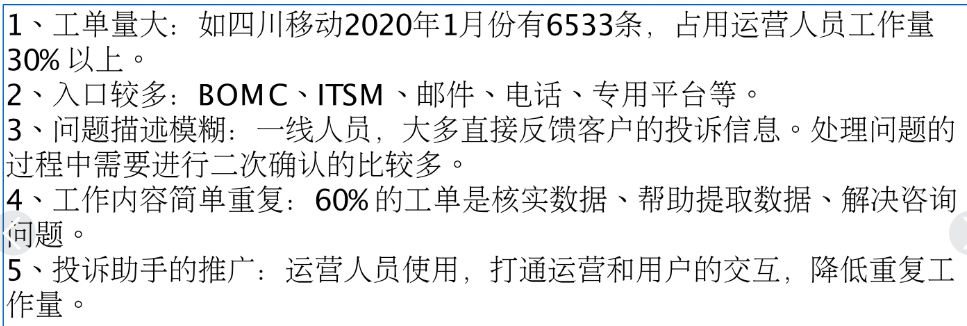 1、工单量大：如四川移动2020年1月份有6533条，占用运营人员工作量
30%以上。
2、入口较多：BOMC、ITSM、邮件、电话、专用平台等。
3、问题描述模糊：一线人员，大多直接反馈客户的投诉信息。处理问题的
过程中需要进行二次确认的比较多。
4、工作内容简单重复：60%的工单是核实数据、帮助提取数据、解决咨询
问题。
5、投诉助手的推广：运营人员使用，打通运营和用户的交互，降低重复工
作量。